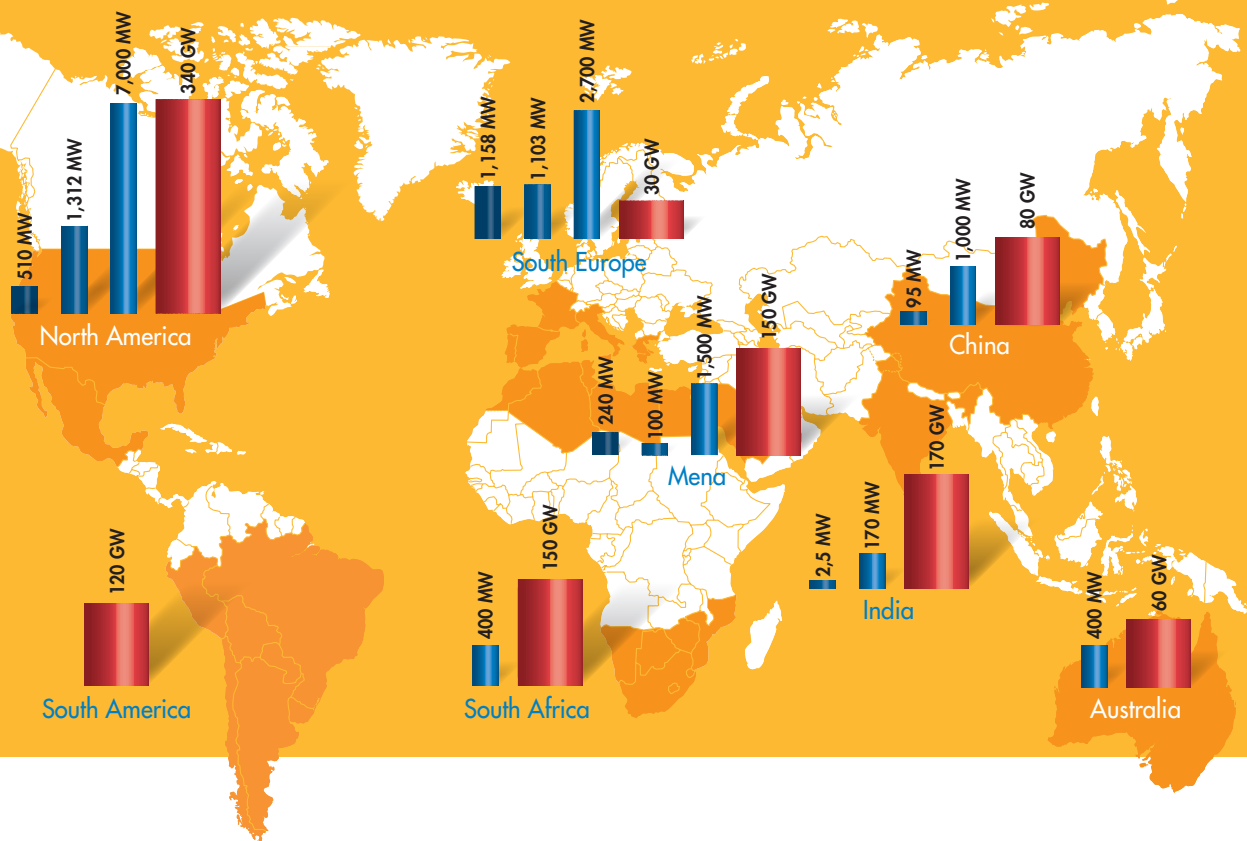 510 MW
1,312 MW
7,000 MW
340 GW
North America
1,158 MW
1,103 MW
2,700 MW
30 GW
South Europe
95 MW
1,000 MW
80 GW
China
240 MW
100 MW
1,500 MW
150 GW
Mena
2,5 MW
170 MW
170 GW
India
120 GW
South America
400 MW
150 GW
South Africa
400 MW
60 GW
Australia